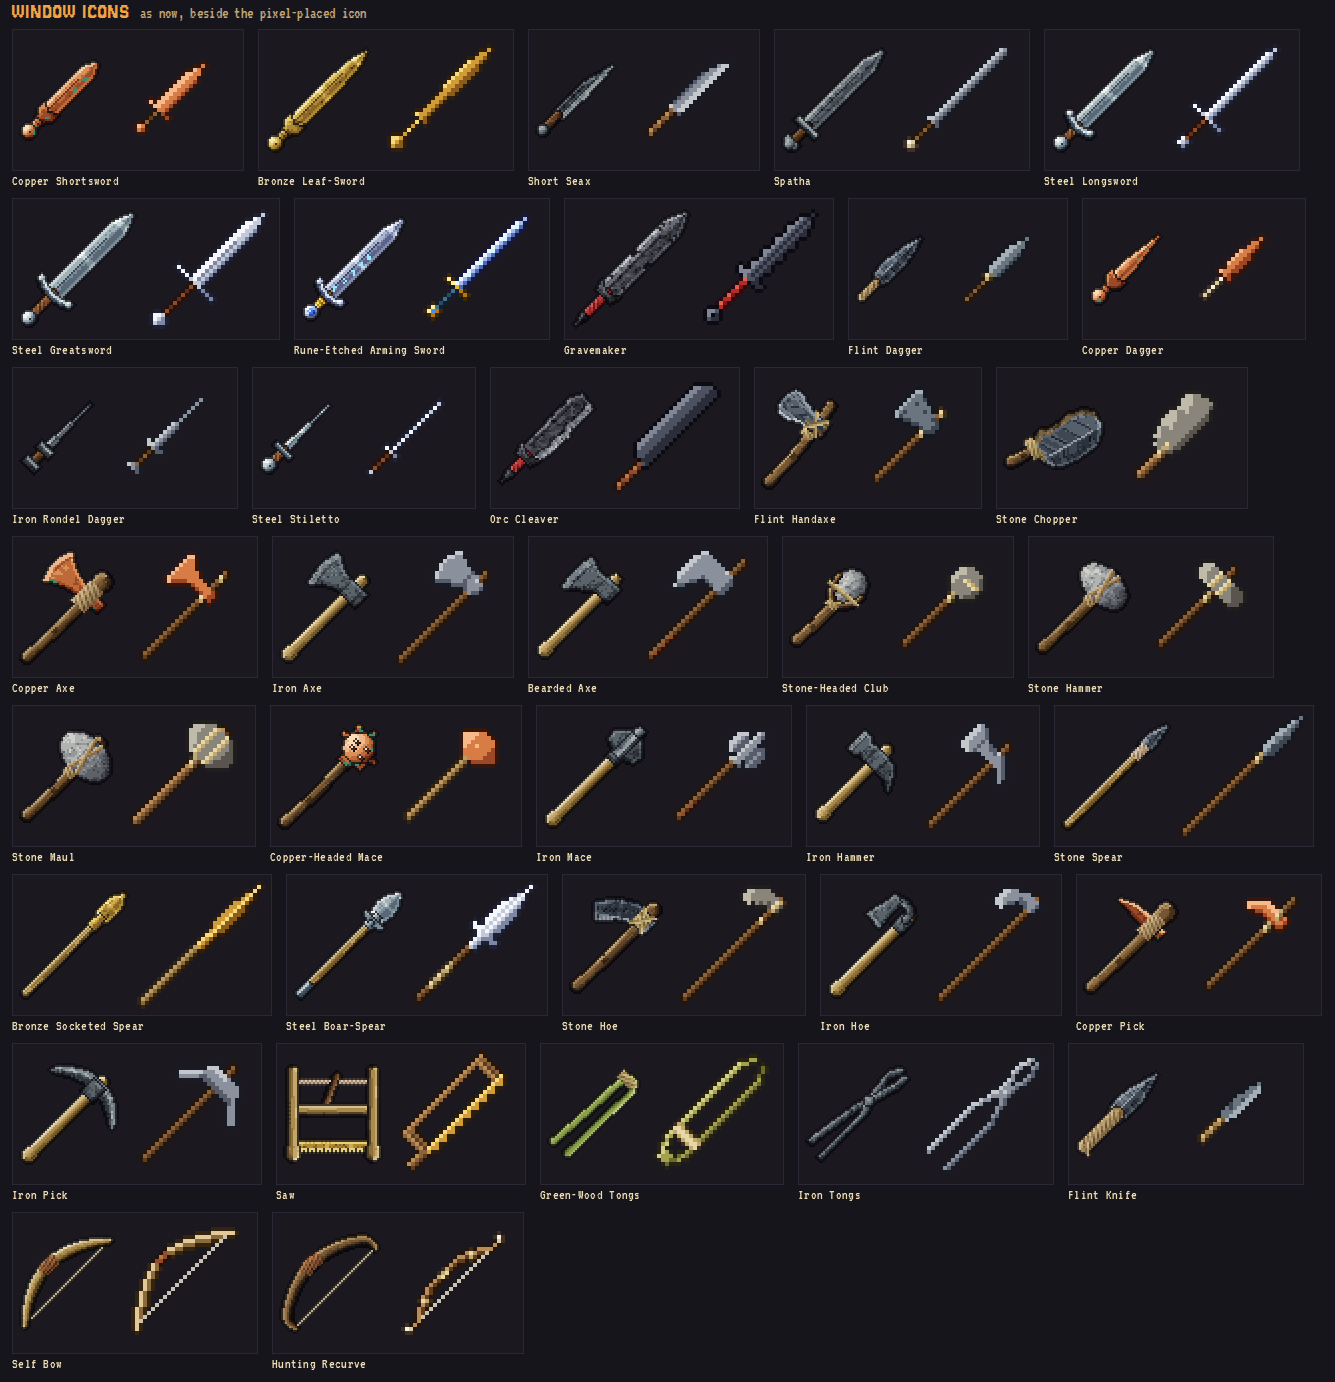 WINDOW ICONS as now, beside the pixel-placed icon
Copper Shortsword
Bronze Leaf-Sword
Short Seax
Spatha
Steel Longsword
Steel Greatsword
Rune-Etched Arming Sword
Gravemaker
Flint Dagger
Copper Dagger
Iron Rondel Dagger
Steel Stiletto
Orc Cleaver
Flint Handaxe
Stone Chopper
Copper Axe
Iron Axe
Bearded Axe
Stone-Headed Club
Stone Hammer
Stone Maul
Copper-Headed Mace
Iron Mace
Iron Hammer
Stone Spear
Bronze Socketed Spear
Steel Boar-Spear
Stone Hoe
Iron Hoe
Copper Pick
Iron Pick
Saw
Green-Wood Tongs
Iron Tongs
Flint Knife
Self Bow
Hunting Recurve